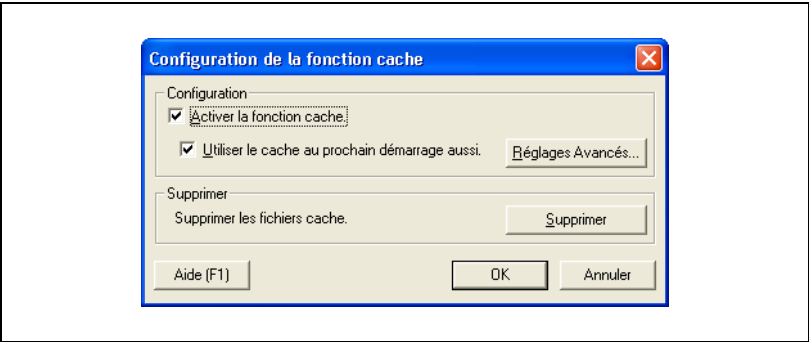 Configuration de la fonction cache
Configuration
Activer la fonction cache.
Utiliser le cache au prochain démarrage aussi.
Réglages Avancés...
Supprimer
Supprimer les fichiers cache.
Supprimer
Aide (F1)
OK
Annuler